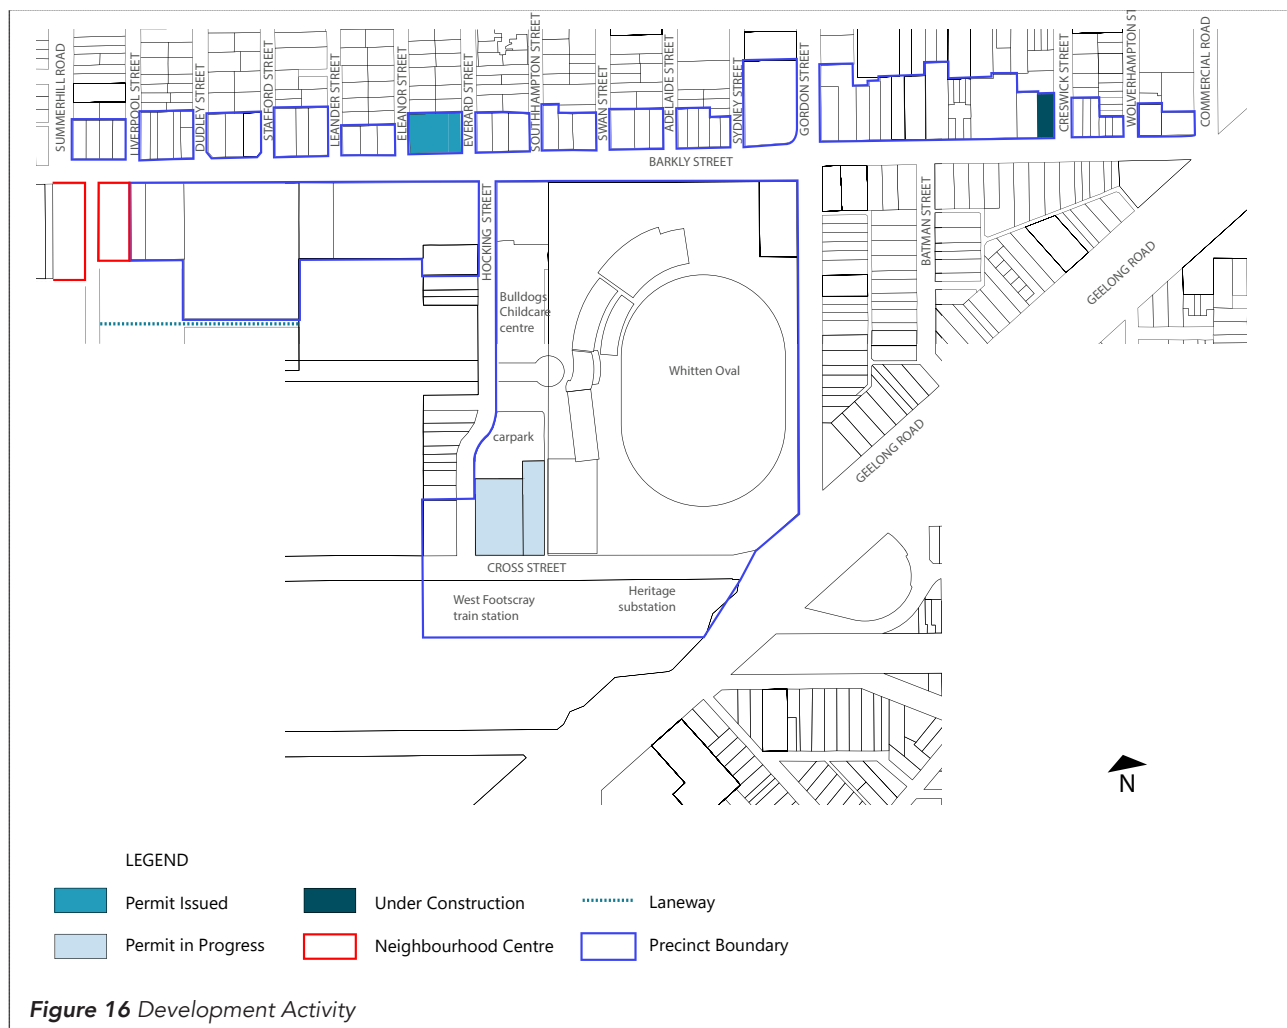 SUMMERHILL ROAD
LIVERPOOL STREET
DUDLEY STREET
STAFFORD STREET
LEANDER STREET
ELEANOR STREET
EVERARD STREET
SOUTHHAMPTON STREET
SWAN STREET
ADELAIDE STREET
SYDNEY STREET
GORDON STREET
CRESWICK STREET
WOLVERHAMPTON ST
COMMERCIAL ROAD
BARKLY STREET
HOCKING STREET
BATMAN STREET
GEELONG ROAD
Bulldogs
Childcare
centre
Whitten Oval
GEELONG ROAD
carpark
CROSS STREET
West Footscray
train station
Heritage
substation
N
LEGEND
Permit Issued
Under Construction
Laneway
Permit in Progress
Neighbourhood Centre
Precinct Boundary
Figure 16 Development Activity